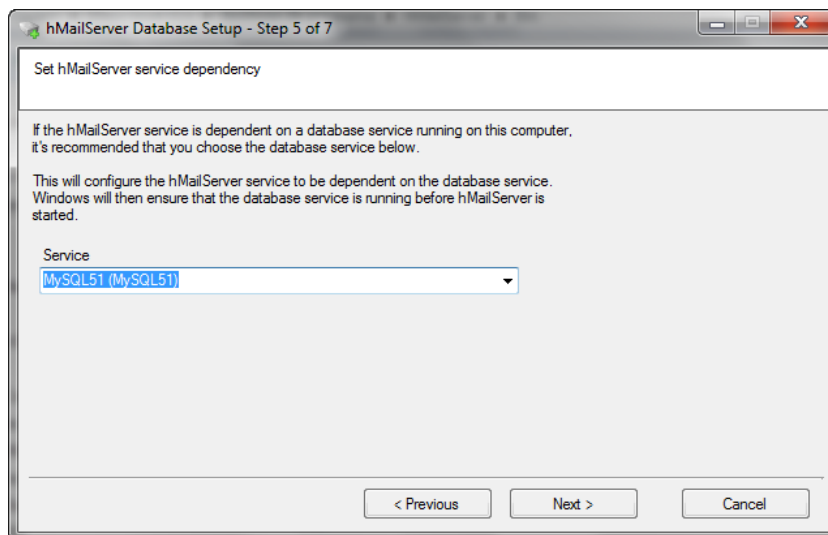 hMailServer Database Setup - Step 5 of 7
Set hMailServer service dependency
If the hMailServer service is dependent on a database service running on this computer,
it's recommended that you choose the database service below.
This will configure the hMailServer service to be dependent on the database service.
Windows will then ensure that the database service is running before hMailServer is
started.
Service
MySQL51 (MySQL51)
< Previous
Next >
Cancel